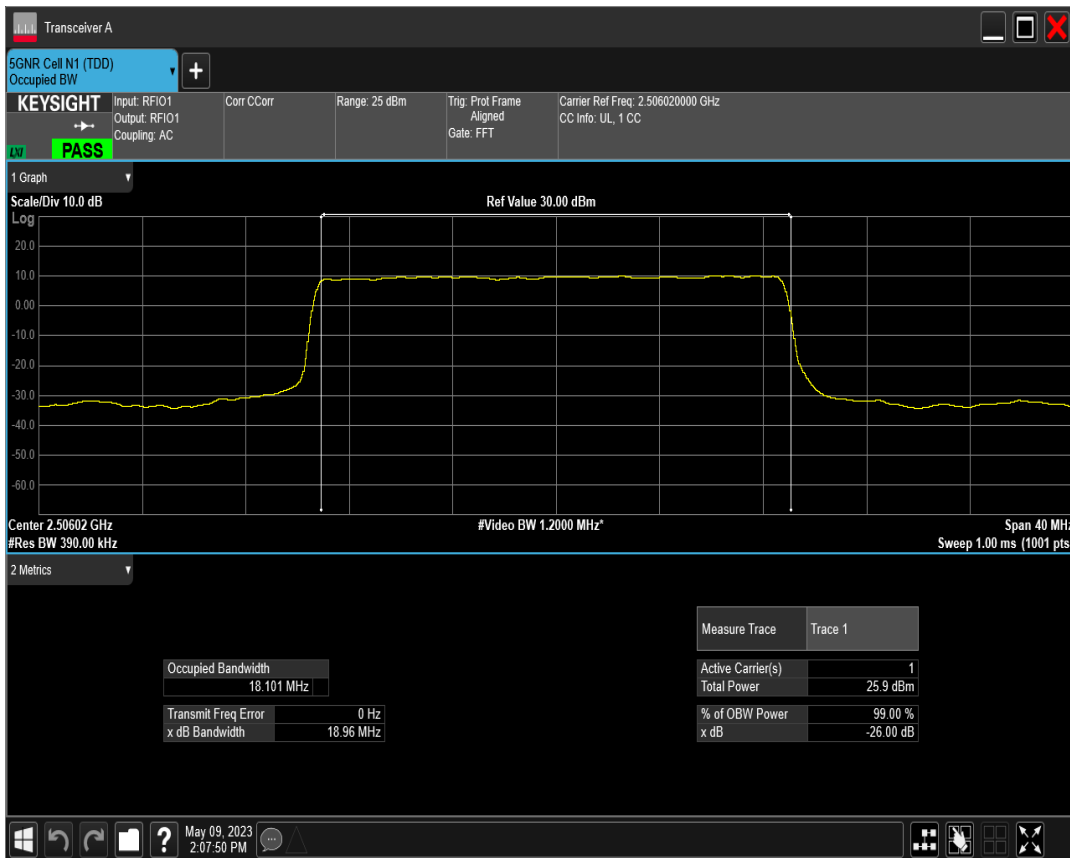 Transceiver A
5GNR Cell N1 (TDD)
Occupied BW
KEYSIGHT
LXI
PASS
Input: RFIO1
Output: RFIO1
Coupling: AC
Corr CCorr
Range: 25 dBm
Trig: Prot Frame
Aligned
Gate: FFT
Carrier Ref Freq: 2.506020000 GHz
CC Info: UL, 1 CC
1 Graph
Scale/Div 10.0 dB
Ref Value 30.00 dBm
Log
20.0
10.0
0.00
-10.0
-20.0
-30.0
-40.0
-50.0
-60.0
Center 2.50602 GHz
#Video BW 1.2000 MHz*
Span 40 MHz
#Res BW 390.00 kHz
Sweep 1.00 ms (1001 pts
2 Metrics
Measure Trace Trace 1
Occupied Bandwidth
18.101 MHz
Active Carrier(s) 1
Total Power 25.9 dBm
Transmit Freq Error 0 Hz
x dB Bandwidth 18.96 MHz
% of OBW Power 99.00 %
x dB -26.00 dB
?
May 09, 2023
2:07:50 PM